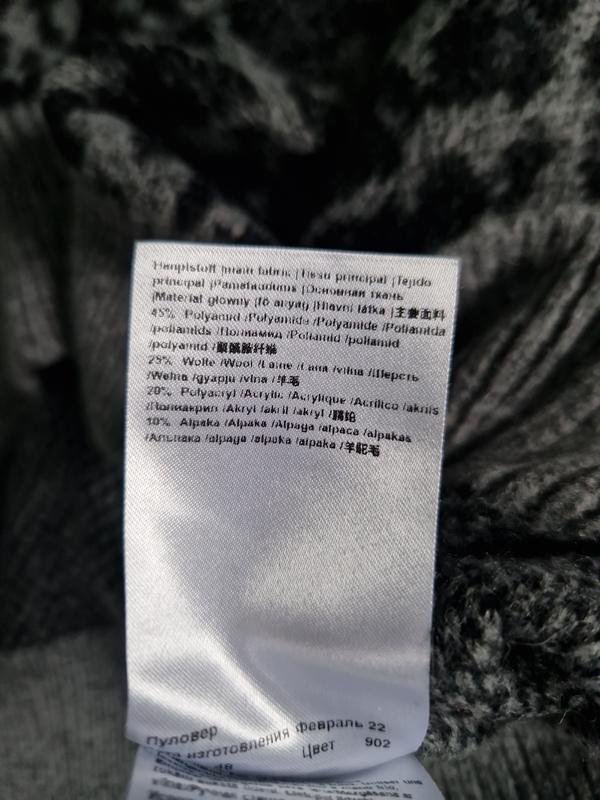 Hauptstoff |main fabric |tissu principal |Tejido
principal |Pamataudums |Основная ткань
|Materiał główny |fő anyag |Hlavní látka |主要面料
45% Polyamid /Polyamide /Polyamide /Poliamida
/poliamīds /Полиамид /Poliamid /poliamid
/polyamid /聚酰胺纤维
25% Wolle /Wool /Laine /Lana /vilna /Шерсть
/Wełna /gyapjú /vlna /羊毛
20% Polyacryl /Acrylic /Acrylique /Acrílico /akrils
/Полиакрил /Akryl /akril /akryl /腈纶
10% Alpaka /Alpaka /Alpaga /alpaca /alpakas
/Альпака /alpaga /alpaka /alpaka /羊驼毛
Пуловер
изготовления февраль 22
Цвет 902